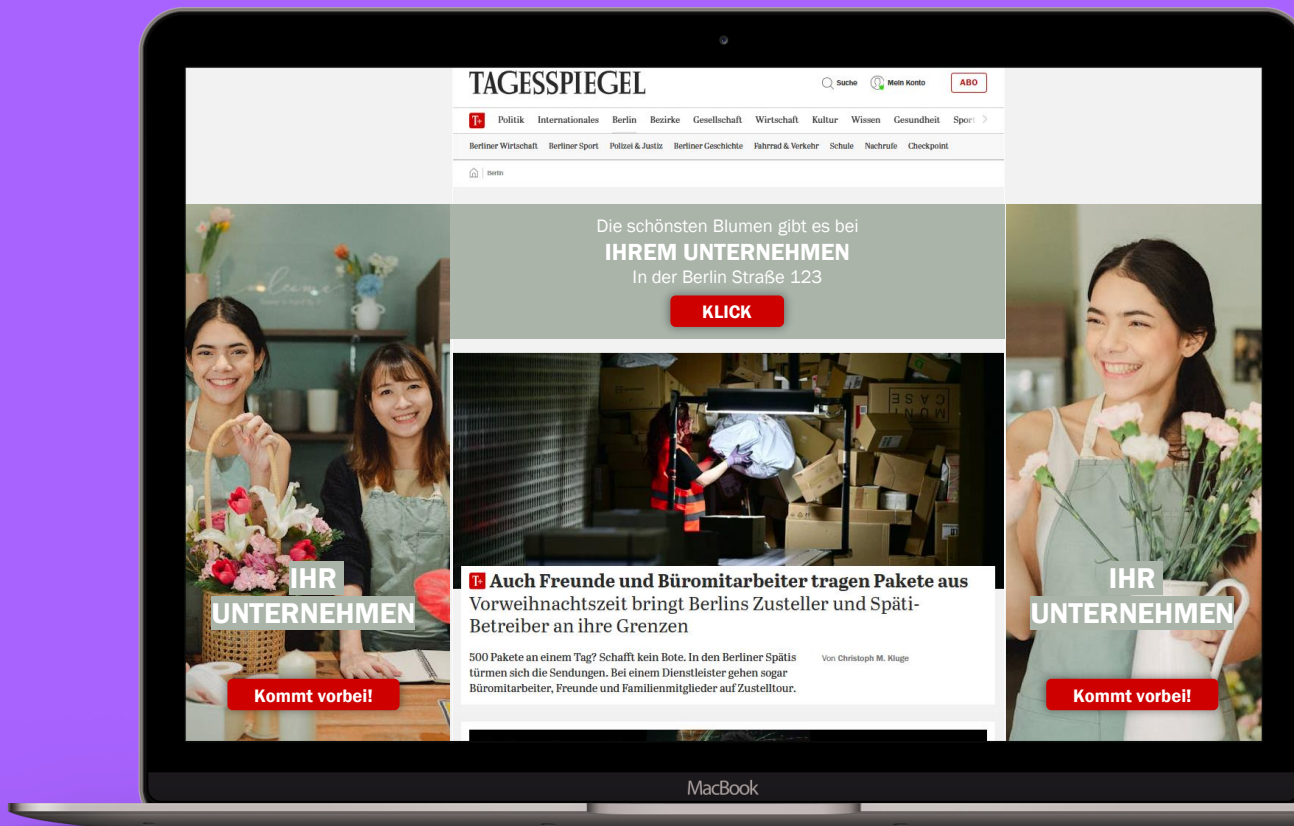 TAGESSPIEGEL
Suche
Mein Konto
ABO
T+ Politik Internationales Berlin Bezirke Gesellschaft Wirtschaft Kultur Wissen Gesundheit Sport
Berliner Wirtschaft Berliner Sport Polizei & Justiz Berliner Geschichte Fahrrad & Verkehr Schule Nachrufe Checkpoint
Berlin
Die schönsten Blumen gibt es bei
IHREM UNTERNEHMEN
In der Berlin Straße 123
KLICK
welcome
IHR
UNTERNEHMEN
Kommt vorbei!
T+ Auch Freunde und Büromitarbeiter tragen Pakete aus
Vorweihnachtszeit bringt Berlins Zusteller und Späti-
Betreiber an ihre Grenzen
500 Pakete an einem Tag? Schafft kein Bote. In den Berliner Spätis
türmen sich die Sendungen. Bei einem Dienstleister gehen sogar
Büromitarbeiter, Freunde und Familienmitglieder auf Zustelltour.
Von Christoph M. Kluge
IHR
UNTERNEHMEN
Kommt vorbei!
MacBook